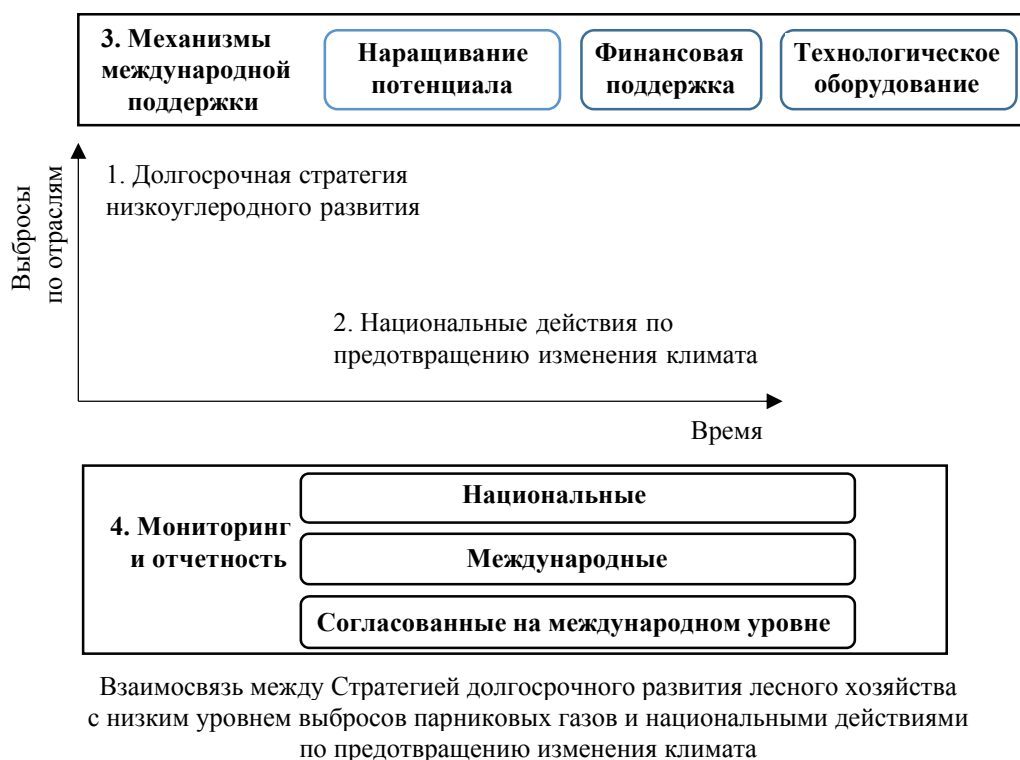 3. Механизмы
международной
поддержки
Наращивание
потенциала
Финансовая
поддержка
Технологическое
оборудование
Выбросы
по отраслям
1. Долгосрочная стратегия
низкоуглеродного развития
2. Национальные действия по
предотвращению изменения климата
Время
4. Мониторинг
и отчетность
Национальные
Международные
Согласованные на международном уровне
Взаимосвязь между Стратегией долгосрочного развития лесного хозяйства
с низким уровнем выбросов парниковых газов и национальными действиями
по предотвращению изменения климата